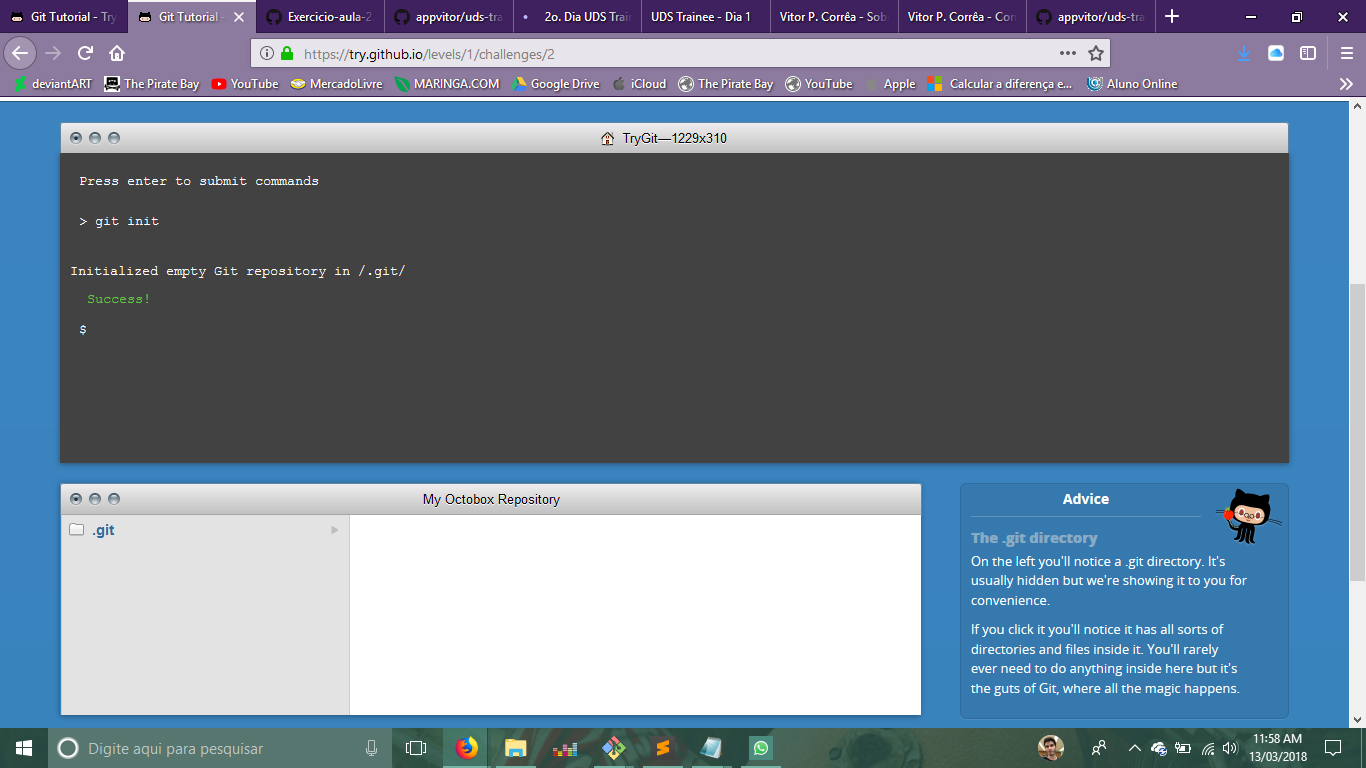 Git Tutorial - Try
Git Tutorial -
Exercicio-aula-2
appvitor/uds-tra
2o. Dia UDS Train
UDS Trainee - Dia 1
Vitor P. Corrêa - Sob
Vitor P. Corrêa - Con
appvitor/uds-tra
https://try.github.io/levels/1/challenges/2
deviantART
The Pirate Bay
YouTube
MercadoLivre
MARINGA.COM
Google Drive
iCloud
The Pirate Bay
YouTube
Apple
Calcular a diferença e...
Aluno Online
TryGit—1229x310
Press enter to submit commands
> git init
Initialized empty Git repository in /.git/
Success!
$
My Octobox Repository
.git
Advice
The .git directory
On the left you'll notice a .git directory. It's
usually hidden but we're showing it to you for
convenience.
If you click it you'll notice it has all sorts of
directories and files inside it. You'll rarely
ever need to do anything inside here but it's
the guts of Git, where all the magic happens.
Digite aqui para pesquisar
11:58 AM
13/03/2018